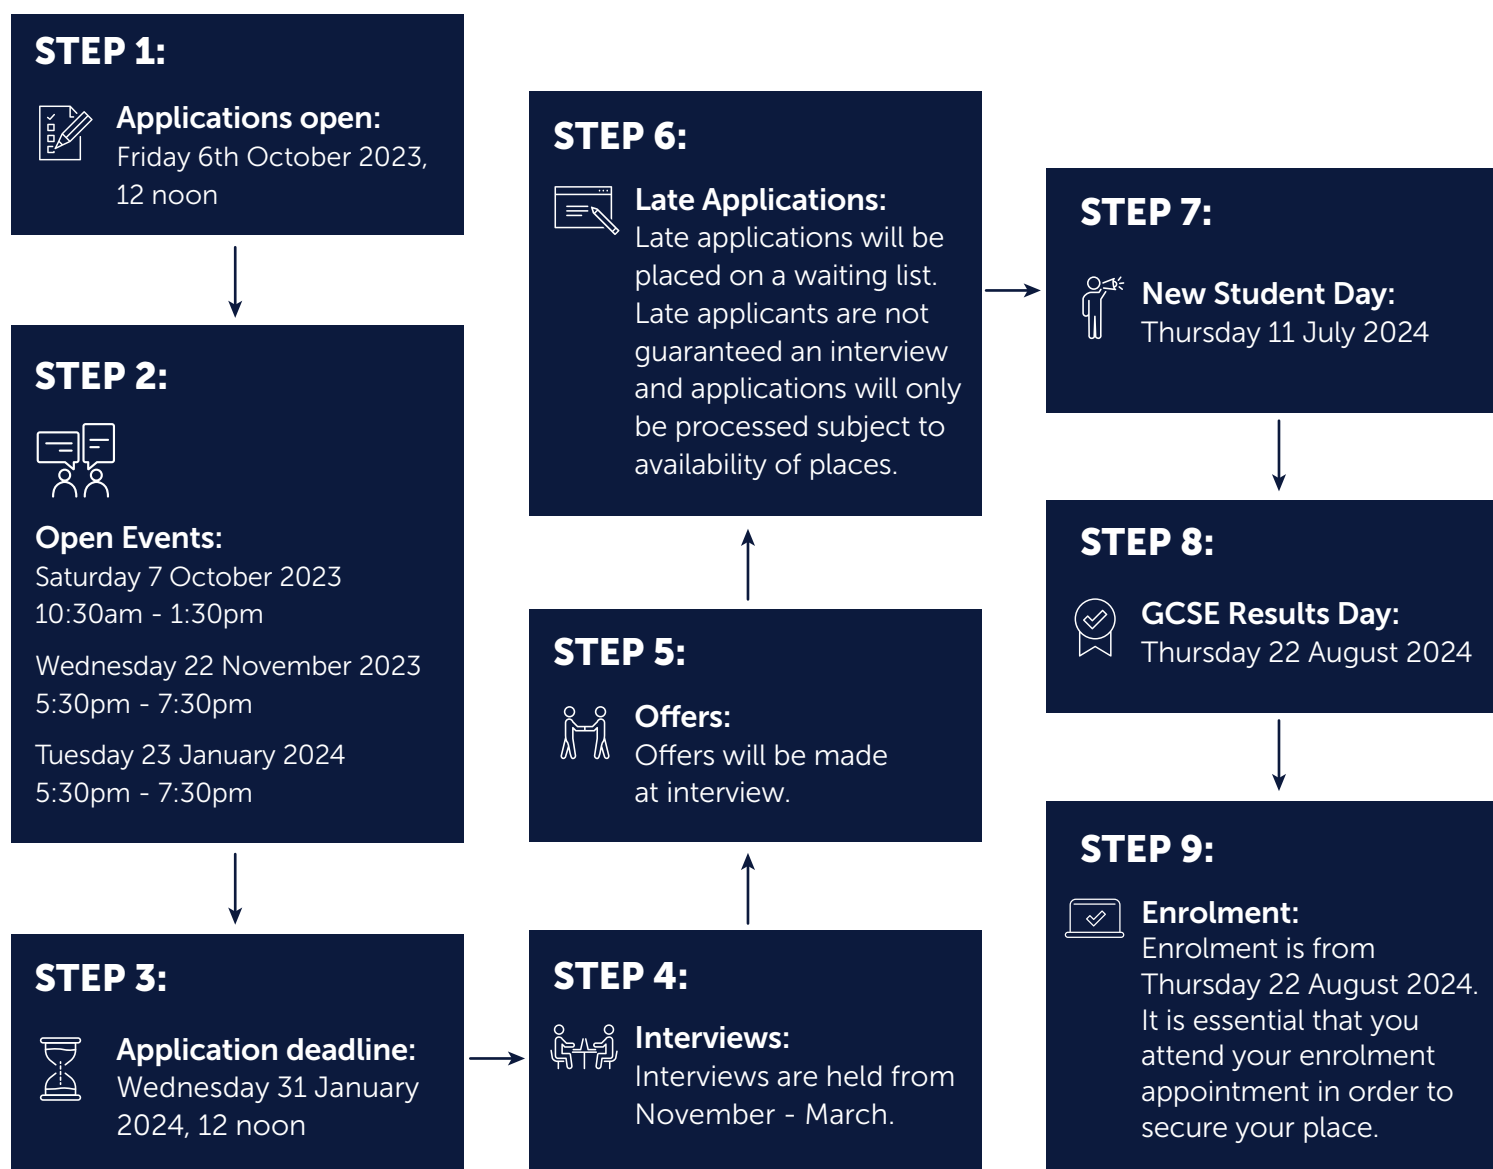 STEP 1:
Applications open:
Friday 6th October 2023,
12 noon
STEP 2:
Open Events:
Saturday 7 October 2023
10:30am - 1:30pm
Wednesday 22 November 2023
5:30pm - 7:30pm
Tuesday 23 January 2024
5:30pm - 7:30pm
STEP 3:
Application deadline:
Wednesday 31 January
2024, 12 noon
STEP 4:
Interviews:
Interviews are held from
November - March.
STEP 5:
Offers:
Offers will be made
at interview.
STEP 6:
Late Applications:
Late applications will be
placed on a waiting list.
Late applicants are not
guaranteed an interview
and applications will only
be processed subject to
availability of places.
STEP 7:
New Student Day:
Thursday 11 July 2024
STEP 8:
GCSE Results Day:
Thursday 22 August 2024
STEP 9:
Enrolment:
Enrolment is from
Thursday 22 August 2024.
It is essential that you
attend your enrolment
appointment in order to
secure your place.